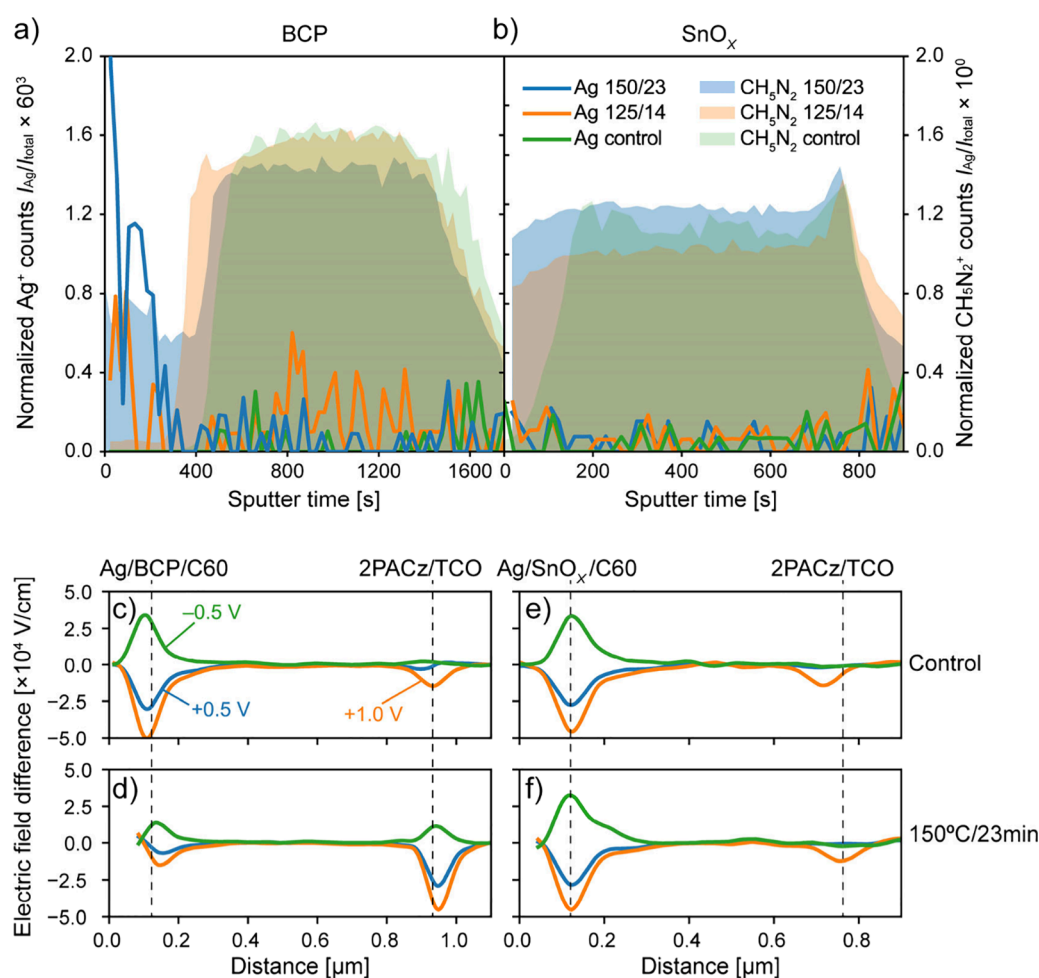 a) BCP b) SnOₓ
Normalized Ag⁺ counts I_Ag/I_total × 60³
2.0
1.6
1.2
0.8
0.4
0.0
Ag 150/23 CH₅N₂ 150/23
Ag 125/14 CH₅N₂ 125/14
Ag control CH₅N₂ control
2.0
1.6
1.2
0.8
0.4
0.0
Normalized CH₅N₂⁺ counts I_Ag/I_total × 10⁰
0 400 800 1200 1600 0 200 400 600 800
Sputter time [s] Sputter time [s]
Ag/BCP/C60 2PACz/TCO Ag/SnOₓ/C60 2PACz/TCO
Electric field difference [×10⁴ V/cm]
5.0 c) e)
2.5 −0.5 V
0.0 Control
−2.5 +0.5 V +1.0 V
−5.0
5.0 d) f)
2.5
0.0 150ºC/23min
−2.5
−5.0
0.0 0.2 0.4 0.6 0.8 1.0 0.0 0.2 0.4 0.6 0.8
Distance [µm] Distance [µm]